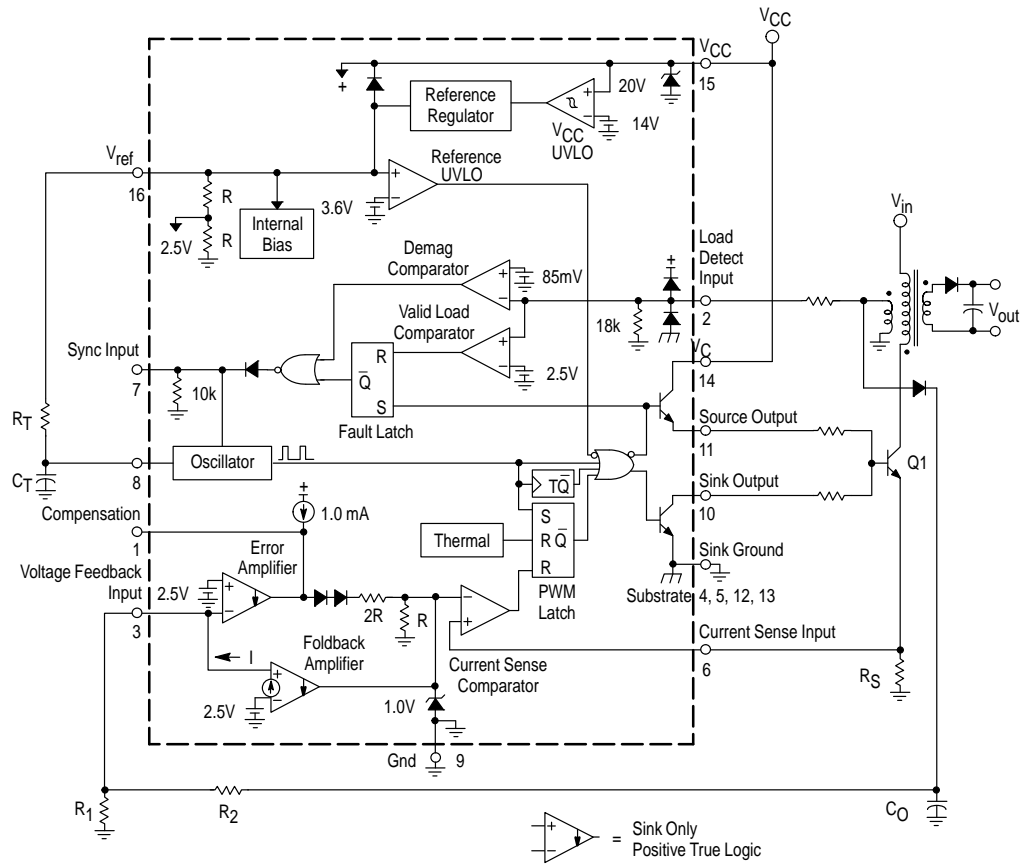 VCC
VCC
15
20V
Reference
Regulator
14V
VCC
UVLO
Vref
16
Reference
UVLO
R
3.6V
Internal
Bias
2.5V
R
Vin
Demag
Comparator
85mV
Load
Detect
Input
2
Vout
Valid Load
Comparator
18k
VC
14
Sync Input
7
10k
R
Q
S
2.5V
Fault Latch
Source Output
11
RT
Q1
CT
8
Oscillator
TQ
Sink Output
10
Compensation
1
1.0 mA
Thermal
S
R Q
R
Sink Ground
Substrate 4, 5, 12, 13
PWM
Latch
Voltage Feedback
Input
3
Error
Amplifier
2.5V
2R
R
Current Sense Input
6
Current Sense
Comparator
RS
I
Foldback
Amplifier
2.5V
1.0V
Gnd
9
R1
R2
CO
= Sink Only
Positive True Logic